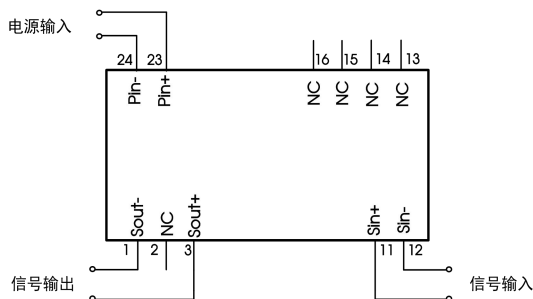 电源输入
24 23 16 15 14 13
Pin- Pin+ NC NC NC NC
Sout- NC Sout+ Sin+ Sin-
1 2 3 11 12
信号输出 信号输入